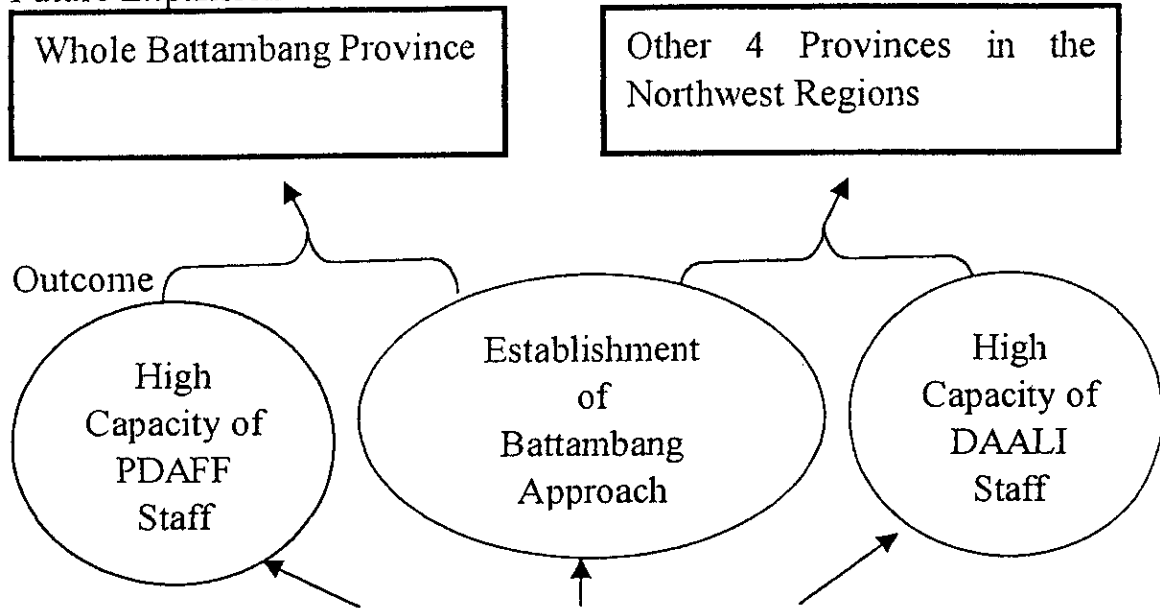 Whole Battambang Province
Other 4 Provinces in the
Northwest Regions
Outcome
High
Capacity of
PDAFF
Staff
Establishment
of
Battambang
Approach
High
Capacity of
DAALI
Staff